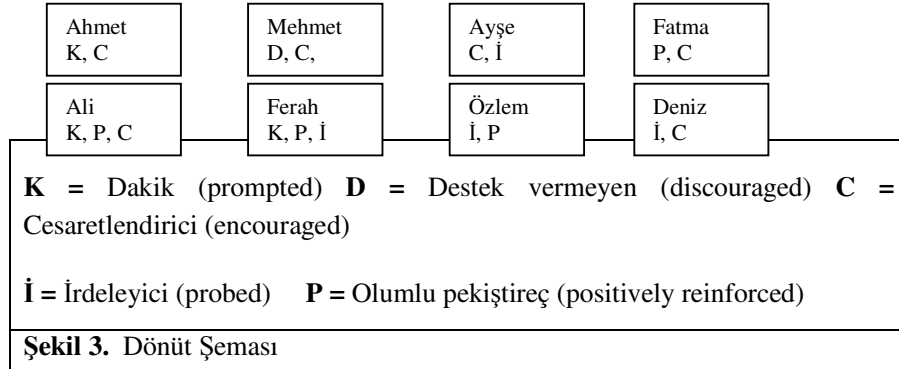 Ahmet
K, C
Mehmet
D, C,
Ayşe
C, İ
Fatma
P, C
Ali
K, P, C
Ferah
K, P, İ
Özlem
İ, P
Deniz
İ, C
K = Dakik (prompted) D = Destek vermeyen (discouraged) C =
Cesaretlendirici (encouraged)
İ = İrdeleyici (probed) P = Olumlu pekiştireç (positively reinforced)
Şekil 3. Dönüt Şeması